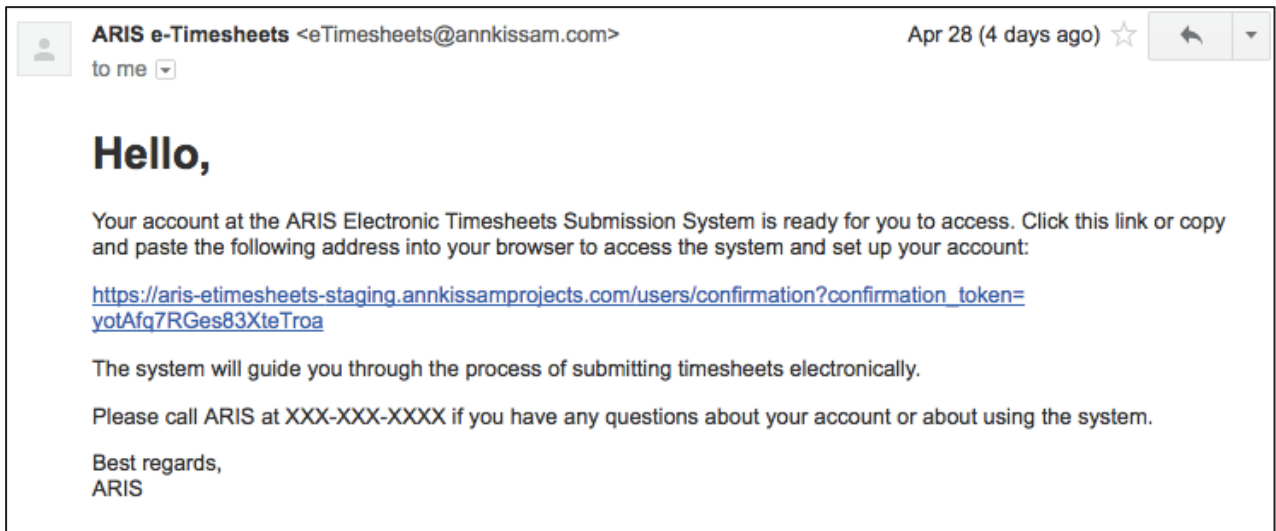 ARIS e-Timesheets <eTimesheets@annkissam.com> Apr 28 (4 days ago)
to me
Hello,
Your account at the ARIS Electronic Timesheets Submission System is ready for you to access. Click this link or copy
and paste the following address into your browser to access the system and set up your account:
https://aris-etimesheets-staging.annkissamprojects.com/users/confirmation?confirmation_token=
yotAfq7RGes83XteTroa
The system will guide you through the process of submitting timesheets electronically.
Please call ARIS at XXX-XXX-XXXX if you have any questions about your account or about using the system.
Best regards,
ARIS